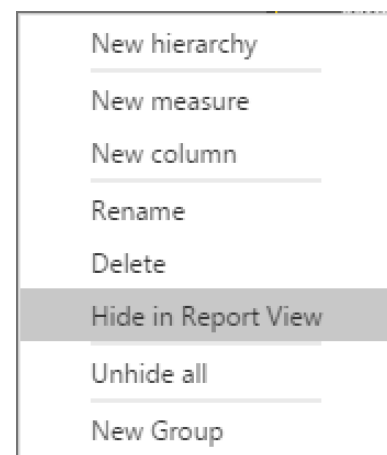 New hierarchy
New measure
New column
Rename
Delete
Hide in Report View
Unhide all
New Group